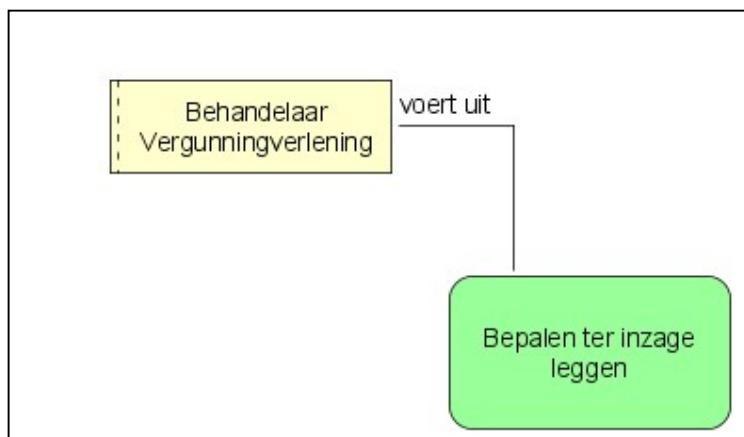 Behandelaar
Vergunningverlening
voert uit
Bepalen ter inzage
leggen